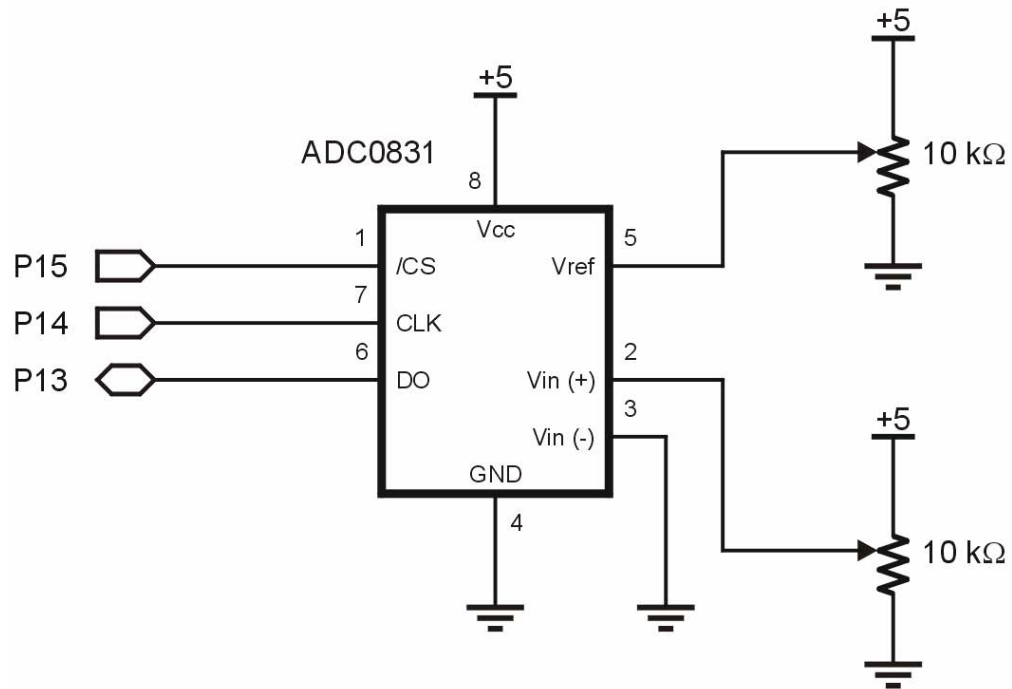 +5
+5
ADC0831
10 kΩ
8
Vcc
1
5
P15
/CS
Vref
7
P14
CLK
6
2
P13
DO
Vin (+)
3
+5
Vin (-)
GND
4
10 kΩ